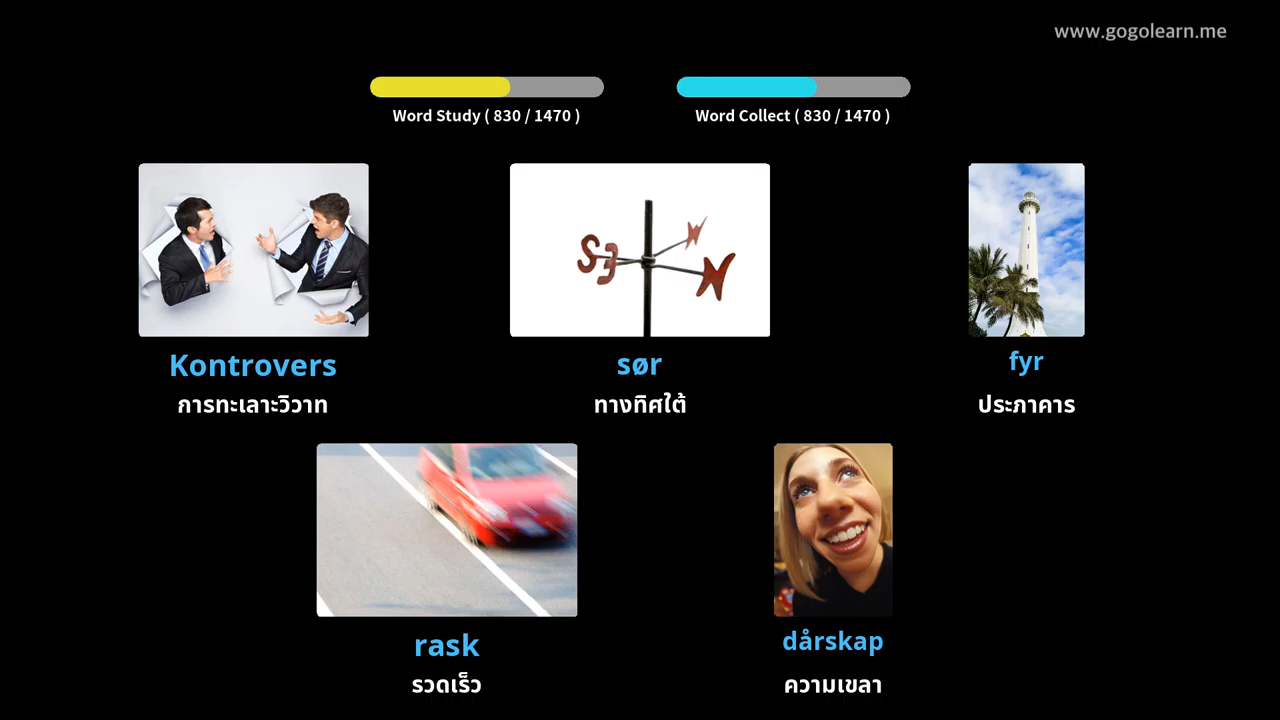 www.gogolearn.me
Word Study ( 830 / 1470 )
Word Collect ( 830 / 1470 )
S 3 N W
Kontrovers
sør
fyr
การทะเลาะวิวาท
ทางทิศใต้
ประภาคาร
rask
dårskap
รวดเร็ว
ความเขลา